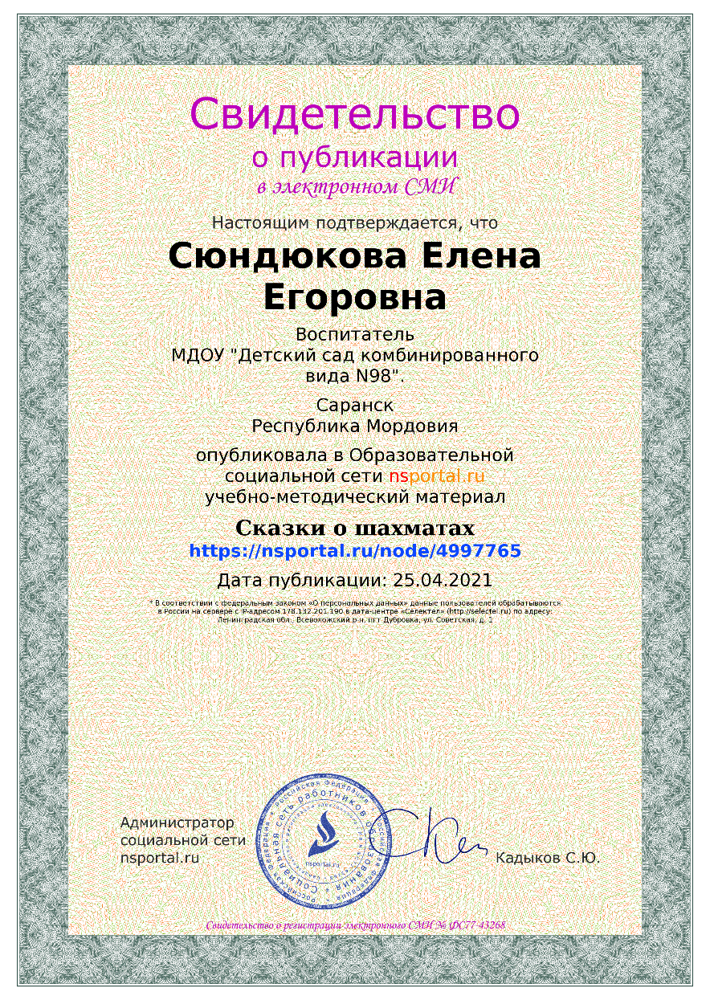 Свидетельство
о публикации
в электронном СМИ
Настоящим подтверждается, что
Сюндюкова Елена
Егоровна
Воспитатель
МДОУ "Детский сад комбинированного
вида N98".
Саранск
Республика Мордовия
опубликовала в Образовательной
социальной сети nsportal.ru
учебно-методический материал
Сказки о шахматах
https://nsportal.ru/node/4997765
Дата публикации: 25.04.2021
* В соответствии с федеральным законом «О персональных данных» данные пользователей обрабатываются
в России на сервере с IP-адресом 178.132.201.190 в дата-центре «Селектел» (http://selectel.ru) по адресу:
Ленинградская обл., Всеволожский р-н, пгт Дубровка, ул. Советская, д. 1
Администратор
социальной сети
nsportal.ru
Социальная сеть работников образования
Российская Федерация
nsportal.ru
Кадыков С.Ю.
Свидетельство о регистрации электронного СМИ № ФС77-43268